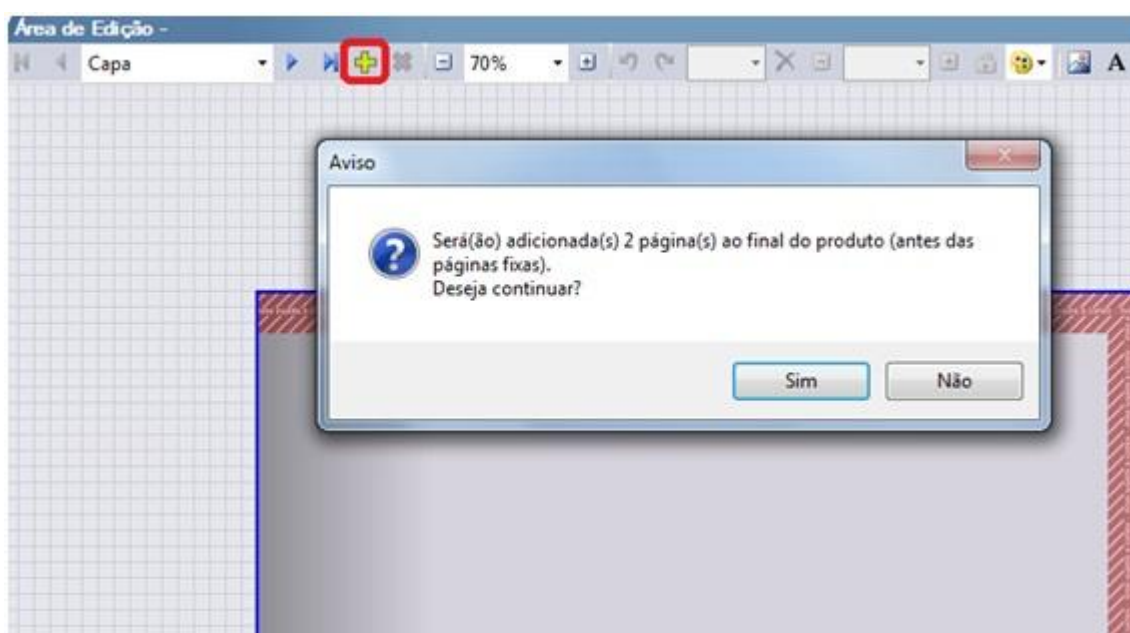 Área de Edição -
Capa
70%
A
Aviso
Será(ão) adicionada(s) 2 página(s) ao final do produto (antes das
páginas fixas).
Deseja continuar?
Sim
Não